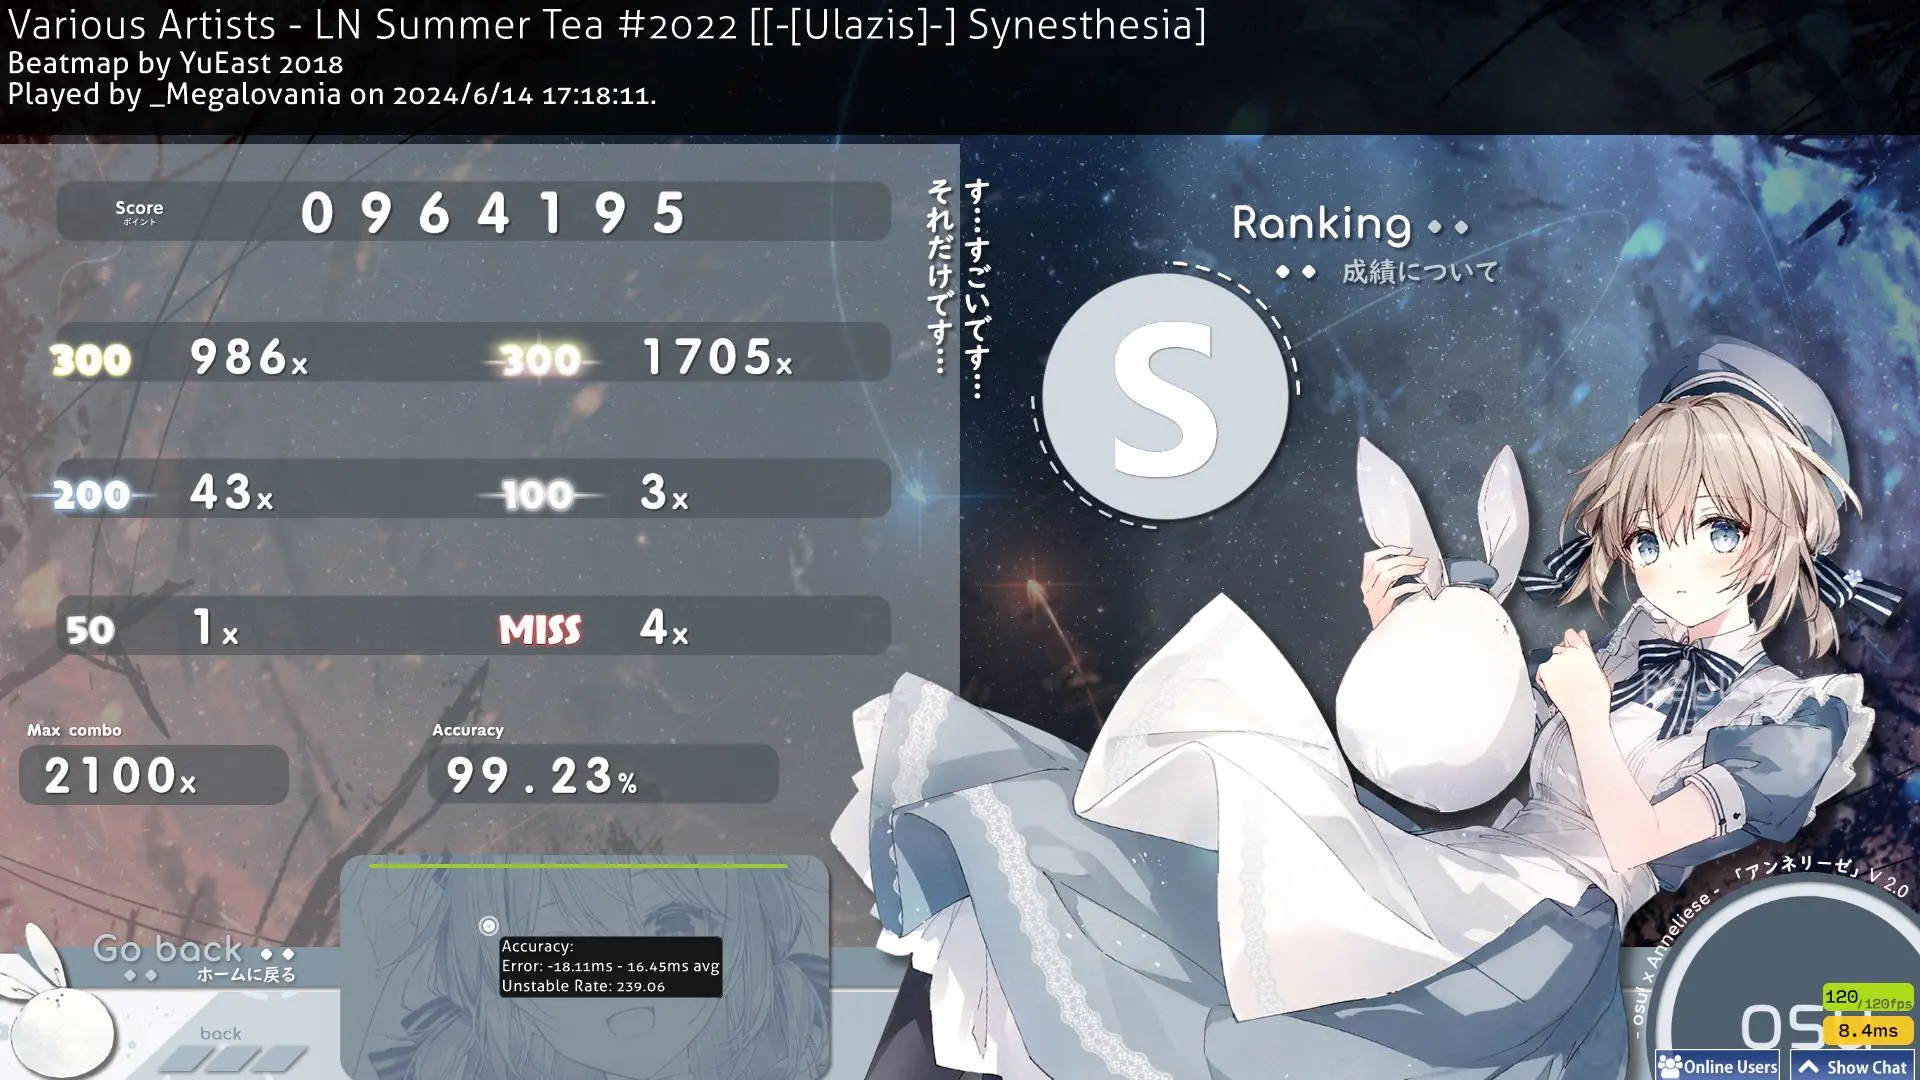 Various Artists - LN Summer Tea #2022 [[-[Ulazis]-] Synesthesia]
Beatmap by YuEast 2018
Played by _Megalovania on 2024/6/14 17:18:11.
Score
ポイント
0964195
300 986x 300 1705x
200 43x 100 3x
50 1x MISS 4x
Max combo
2100x
Accuracy
99.23%
す…すごいです…
それだけです…
Ranking
成績について
S
Accuracy:
Error: -18.11ms - 16.45ms avg
Unstable Rate: 239.06
Go back
ホームに戻る
back
- osu! x Anneliese - 「アンネリーゼ」 V 2.0
osu
120/120fps
8.4ms
Online Users
Show Chat